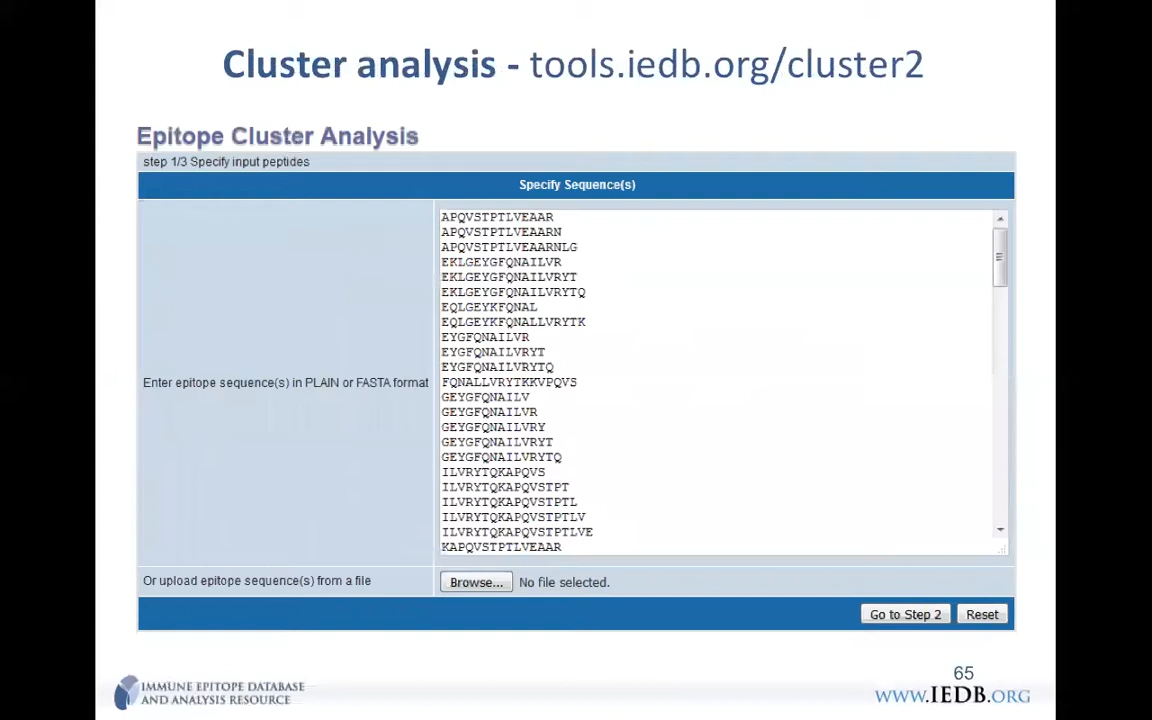 Cluster analysis - tools.iedb.org/cluster2
Epitope Cluster Analysis
step 1/3 Specify input peptides
Specify Sequence(s)
APQVSTPTLVEAAR
APQVSTPTLVEAARN
APQVSTPTLVEAARNLG
EKLGEYGFQNAILVR
EKLGEYGFQNAILVRYT
EKLGEYGFQNAILVRYTQ
EQLGEYKFQNAL
EQLGEYKFQNALLVRYTK
EYGFQNAILVR
EYGFQNAILVRYT
EYGFQNAILVRYTQ
Enter epitope sequence(s) in PLAIN or FASTA format
FQNALLVRYTKKVPQVS
GEYGFQNAILV
GEYGFQNAILVR
GEYGFQNAILVRY
GEYGFQNAILVRYT
GEYGFQNAILVRYTQ
ILVRYTQKAPQVS
ILVRYTQKAPQVSTPT
ILVRYTQKAPQVSTPTL
ILVRYTQKAPQVSTPTLV
ILVRYTQKAPQVSTPTLVE
KAPQVSTPTLVEAAR
Or upload epitope sequence(s) from a file
Browse... No file selected.
Go to Step 2 Reset
65
IMMUNE EPITOPE DATABASE
AND ANALYSIS RESOURCE
WWW.IEDB.ORG